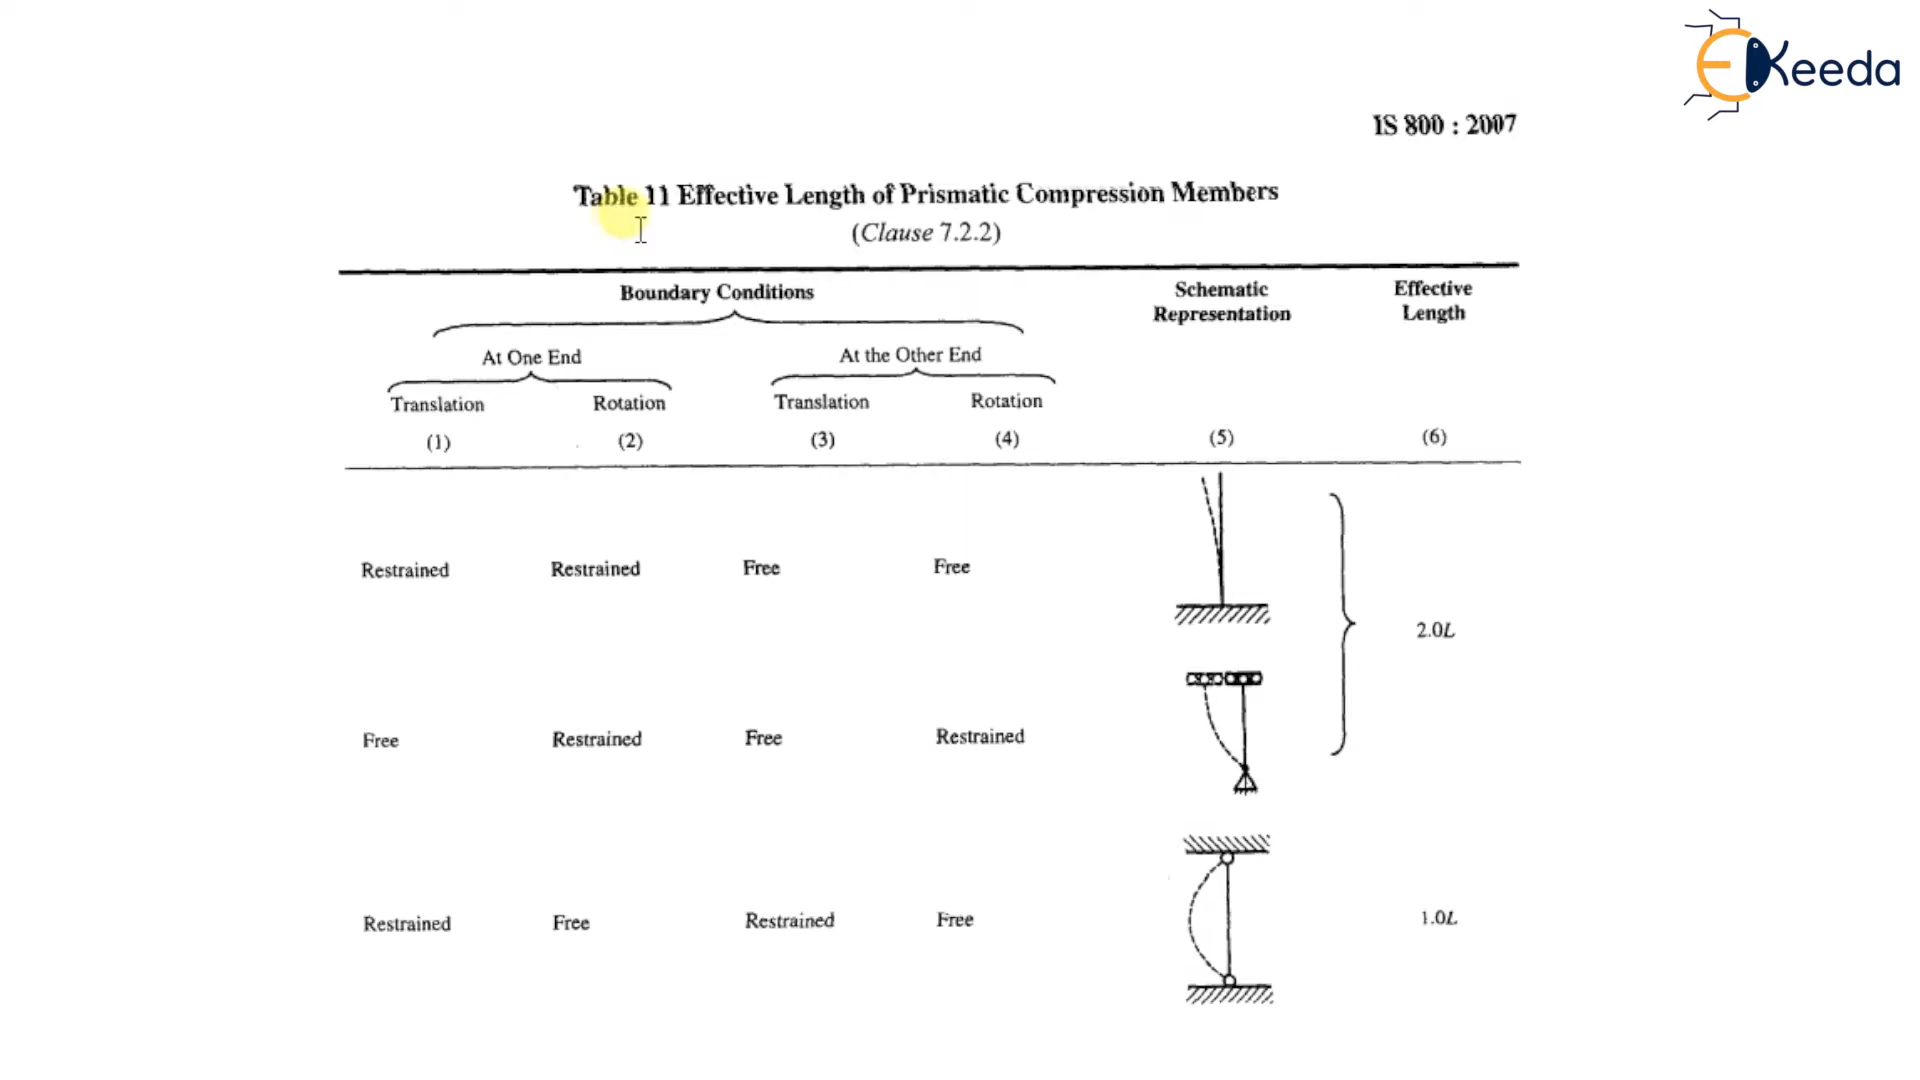 EKeeda
IS 800 : 2007
Table 11 Effective Length of Prismatic Compression Members
(Clause 7.2.2)
Boundary Conditions
Schematic Representation
Effective Length
At One End
At the Other End
Translation
Rotation
Translation
Rotation
(1)
(2)
(3)
(4)
(5)
(6)
Restrained
Restrained
Free
Free
2.0L
Free
Restrained
Free
Restrained
Restrained
Free
Restrained
Free
1.0L